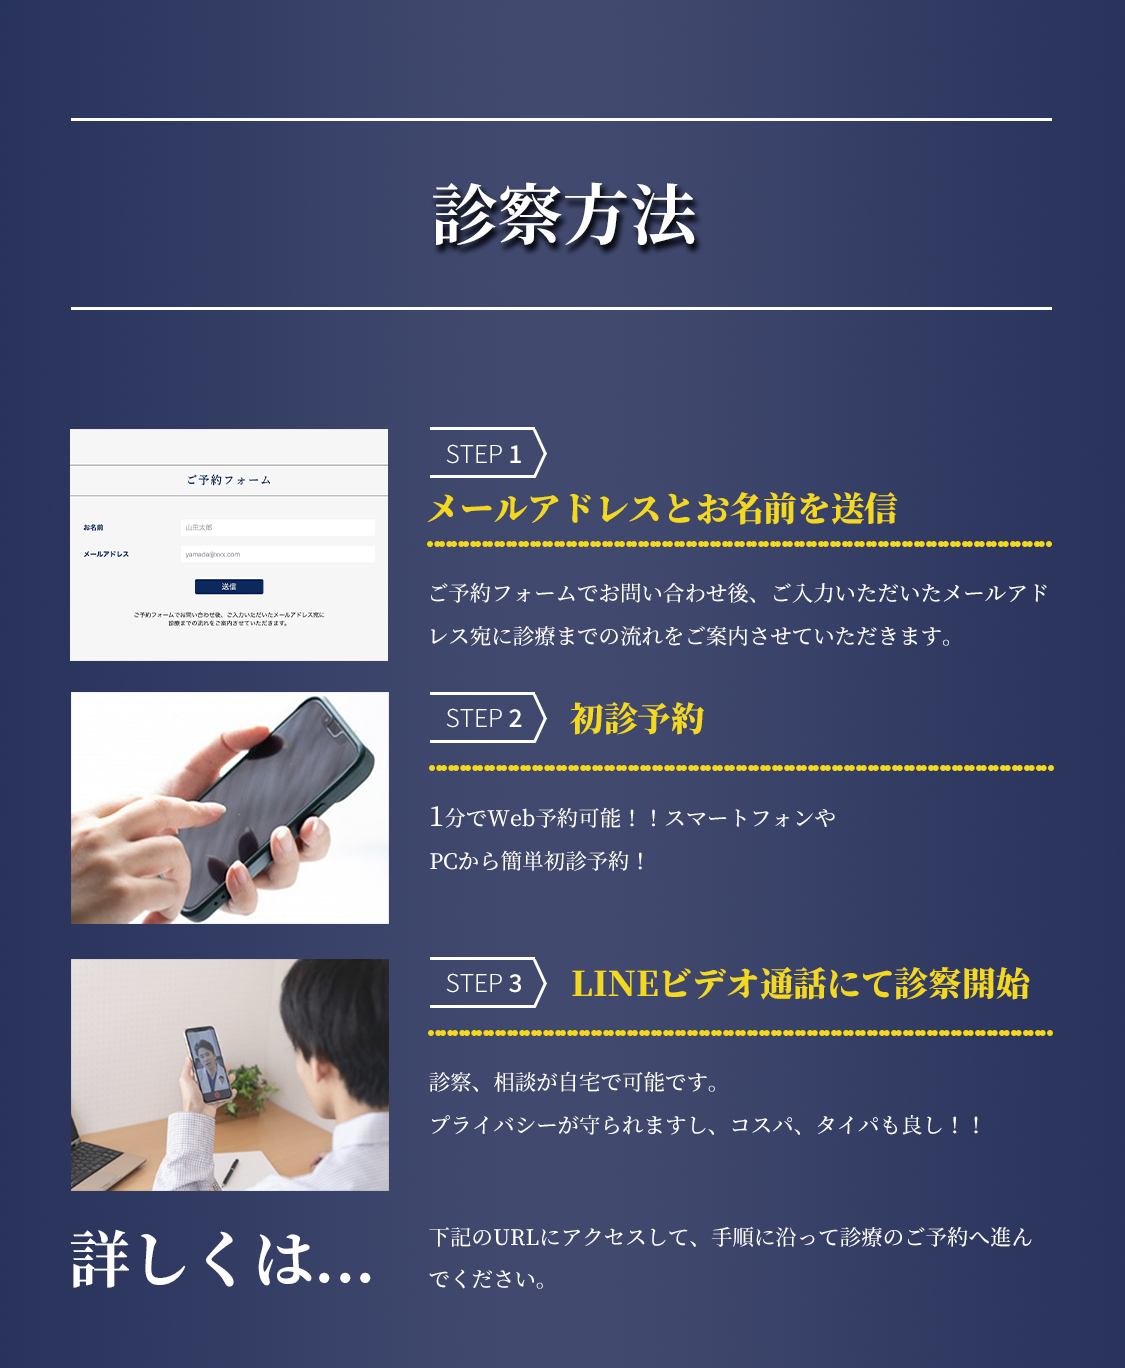 診察方法
ご予約フォーム
お名前
山田太郎
メールアドレス
yamada@xxx.com
送信
ご予約フォームでお問い合わせ後、ご入力いただいたメールアドレス宛に
診療までの流れをご案内させていただきます。
STEP 1
メールアドレスとお名前を送信
ご予約フォームでお問い合わせ後、ご入力いただいたメールアド
レス宛に診療までの流れをご案内させていただきます。
STEP 2 初診予約
1分でWeb予約可能！！スマートフォンや
PCから簡単初診予約！
STEP 3 LINEビデオ通話にて診察開始
診察、相談が自宅で可能です。
プライバシーが守られますし、コスパ、タイパも良し！！
詳しくは...
下記のURLにアクセスして、手順に沿って診療のご予約へ進ん
でください。